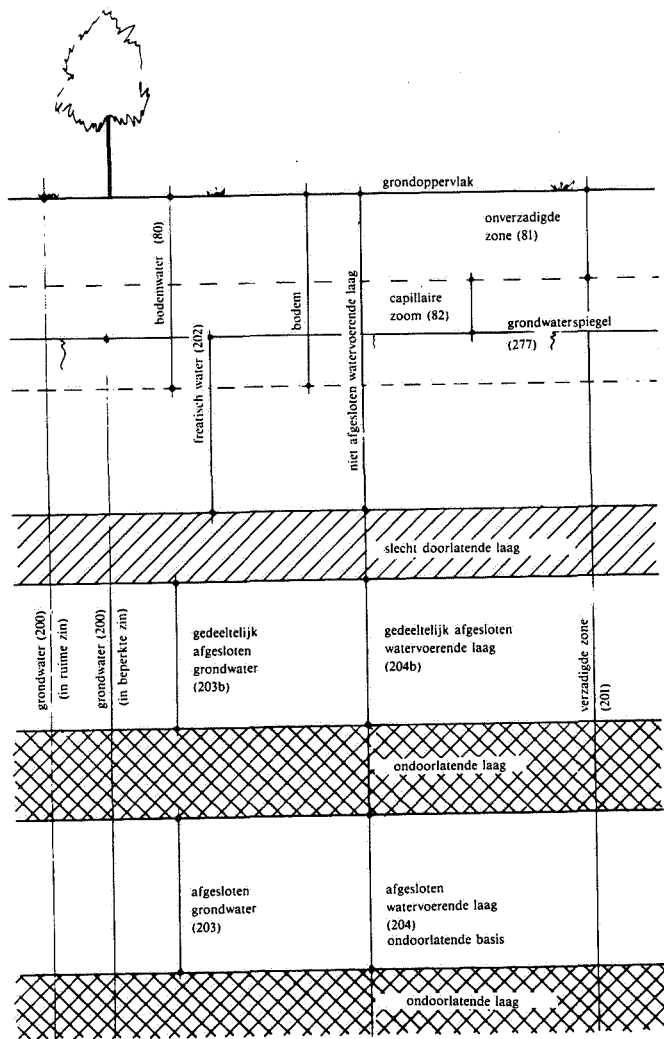 grondoppervlak
onverzadigde
zone (81)
bodemwater (80)
bodem
niet afgesloten watervoerende laag
capillaire
zoom (82)
grondwaterspiegel
(277)
freatisch water (202)
slecht doorlatende laag
grondwater (200)
(in ruime zin)
grondwater (200)
(in beperkte zin)
gedeeltelijk
afgesloten
grondwater
(203b)
gedeeltelijk afgesloten
watervoerende laag
(204b)
verzadigde zone
(201)
ondoorlatende laag
afgesloten
grondwater
(203)
afgesloten
watervoerende laag
(204)
ondoorlatende basis
ondoorlatende laag